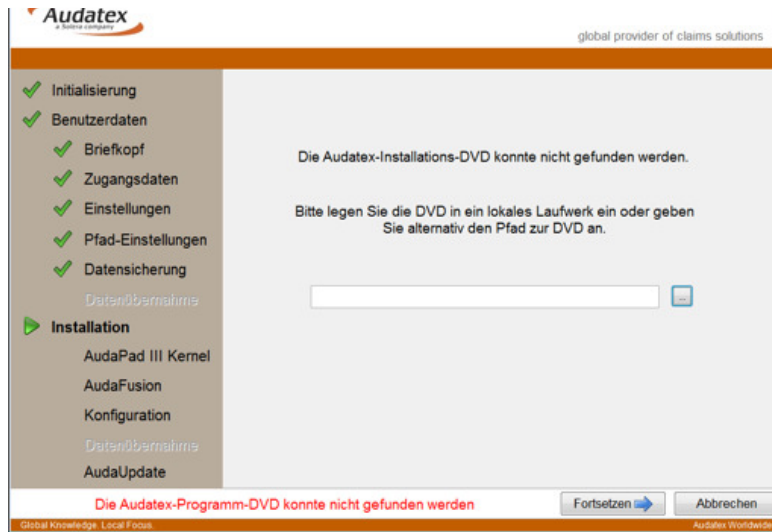 Audatex
a Solera company
global provider of claims solutions
Initialisierung
Benutzerdaten
Briefkopf
Zugangsdaten
Einstellungen
Pfad-Einstellungen
Datensicherung
Datenübernahme
Installation
AudaPad III Kernel
AudaFusion
Konfiguration
Datenübernahme
AudaUpdate
Die Audatex-Installations-DVD konnte nicht gefunden werden.
Bitte legen Sie die DVD in ein lokales Laufwerk ein oder geben
Sie alternativ den Pfad zur DVD an.
...
Die Audatex-Programm-DVD konnte nicht gefunden werden
Fortsetzen
Abbrechen
Global Knowledge. Local Focus.
Audatex Worldwide